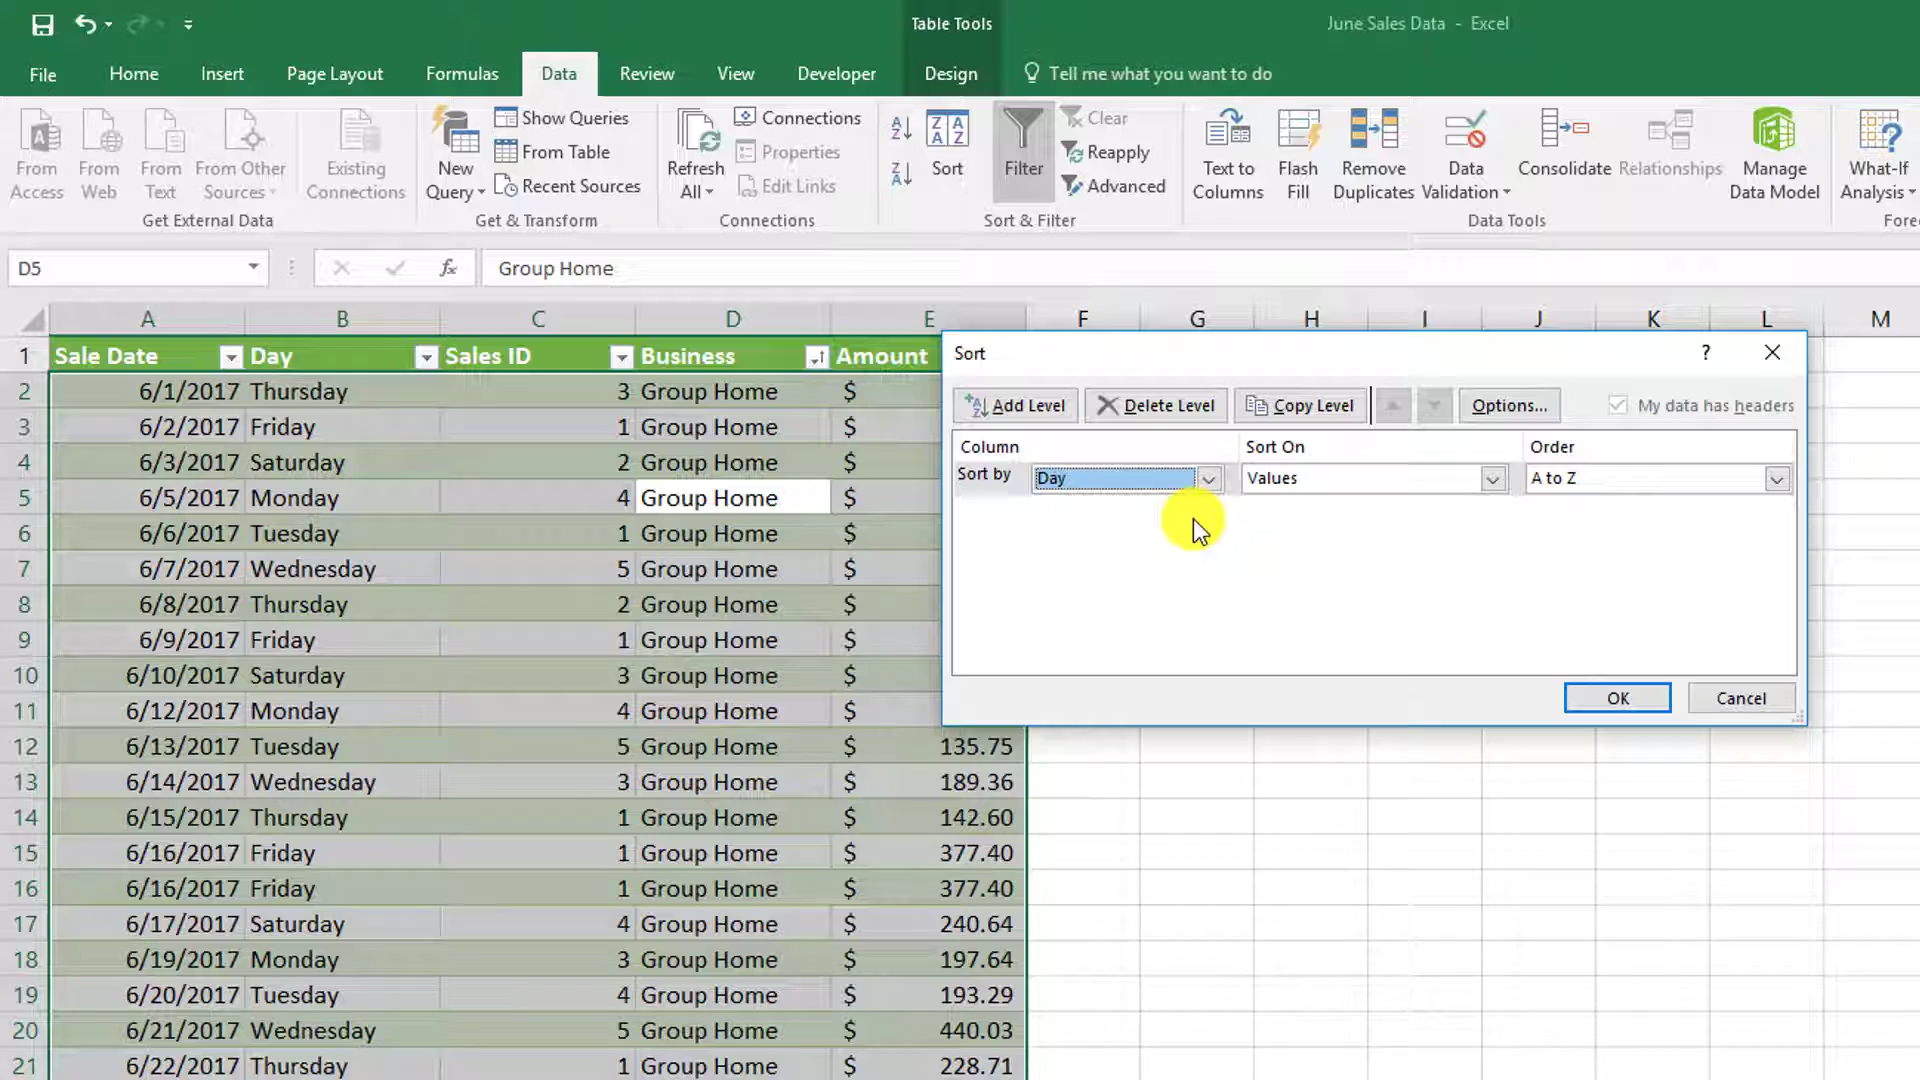 Table Tools
June Sales Data - Excel
File Home Insert Page Layout Formulas Data Review View Developer Design Tell me what you want to do
From Access
From Web
From Text
From Other Sources
Existing Connections
Get External Data
New Query
Show Queries
From Table
Recent Sources
Get & Transform
Refresh All
Connections
Properties
Edit Links
Connections
Sort
Filter
Clear
Reapply
Advanced
Sort & Filter
Text to Columns
Flash Fill
Remove Duplicates
Data Validation
Consolidate
Relationships
Manage Data Model
Data Tools
What-If Analysis
Fore
D5 fx Group Home
A B C D E F G H I J K L M
1 Sale Date Day Sales ID Business Amount
2 6/1/2017 Thursday 3 Group Home $
3 6/2/2017 Friday 1 Group Home $
4 6/3/2017 Saturday 2 Group Home $
5 6/5/2017 Monday 4 Group Home $
6 6/6/2017 Tuesday 1 Group Home $
7 6/7/2017 Wednesday 5 Group Home $
8 6/8/2017 Thursday 2 Group Home $
9 6/9/2017 Friday 1 Group Home $
10 6/10/2017 Saturday 3 Group Home $
11 6/12/2017 Monday 4 Group Home $
12 6/13/2017 Tuesday 5 Group Home $ 135.75
13 6/14/2017 Wednesday 3 Group Home $ 189.36
14 6/15/2017 Thursday 1 Group Home $ 142.60
15 6/16/2017 Friday 1 Group Home $ 377.40
16 6/16/2017 Friday 1 Group Home $ 377.40
17 6/17/2017 Saturday 4 Group Home $ 240.64
18 6/19/2017 Monday 3 Group Home $ 197.64
19 6/20/2017 Tuesday 4 Group Home $ 193.29
20 6/21/2017 Wednesday 5 Group Home $ 440.03
21 6/22/2017 Thursday 1 Group Home $ 228.71
Sort ?
Add Level Delete Level Copy Level Options... My data has headers
Column Sort On Order
Sort by Day Values A to Z
OK Cancel